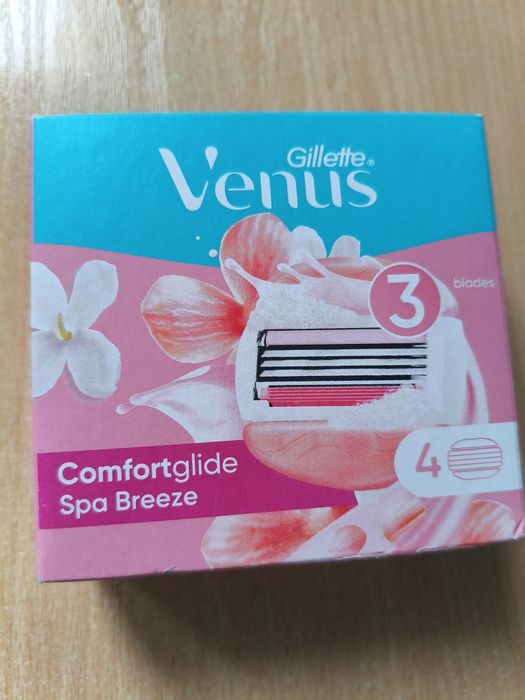 Gillette®
Venus
3 blades
Comfortglide
Spa Breeze
4